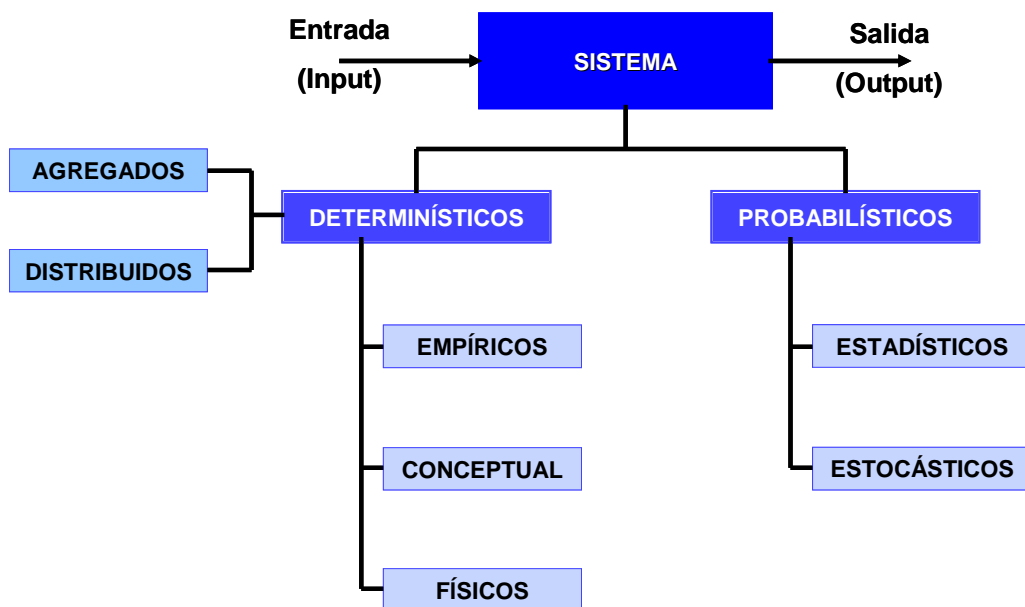 Entrada
(Input)
SISTEMA
Salida
(Output)
AGREGADOS
DISTRIBUIDOS
DETERMINÍSTICOS
PROBABILÍSTICOS
EMPÍRICOS
CONCEPTUAL
FÍSICOS
ESTADÍSTICOS
ESTOCÁSTICOS